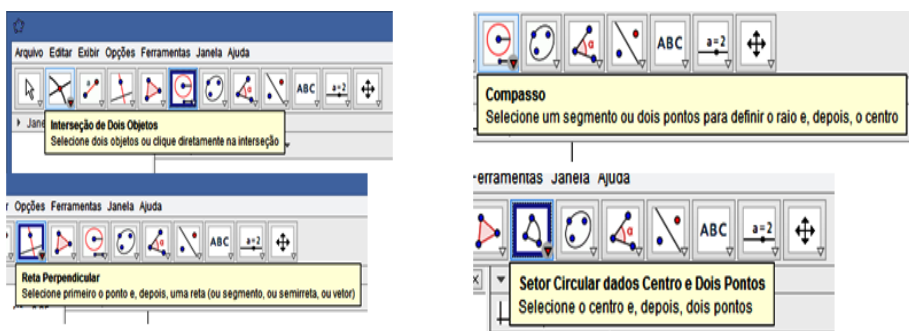 Arquivo Editar Exibir Opções Ferramentas Janela Ajuda
ABC
a=2
Jane
Interseção de Dois Objetos
Selecione dois objetos ou clique diretamente na interseção
r Opções Ferramentas Janela Ajuda
ABC
a=2
Reta Perpendicular
Selecione primeiro o ponto e, depois, uma reta (ou segmento, ou semirreta, ou vetor)
ABC
a=2
Compasso
Selecione um segmento ou dois pontos para definir o raio e, depois, o centro
erramentas Janela Ajuda
ABC
a=2
Setor Circular dados Centro e Dois Pontos
Selecione o centro e, depois, dois pontos